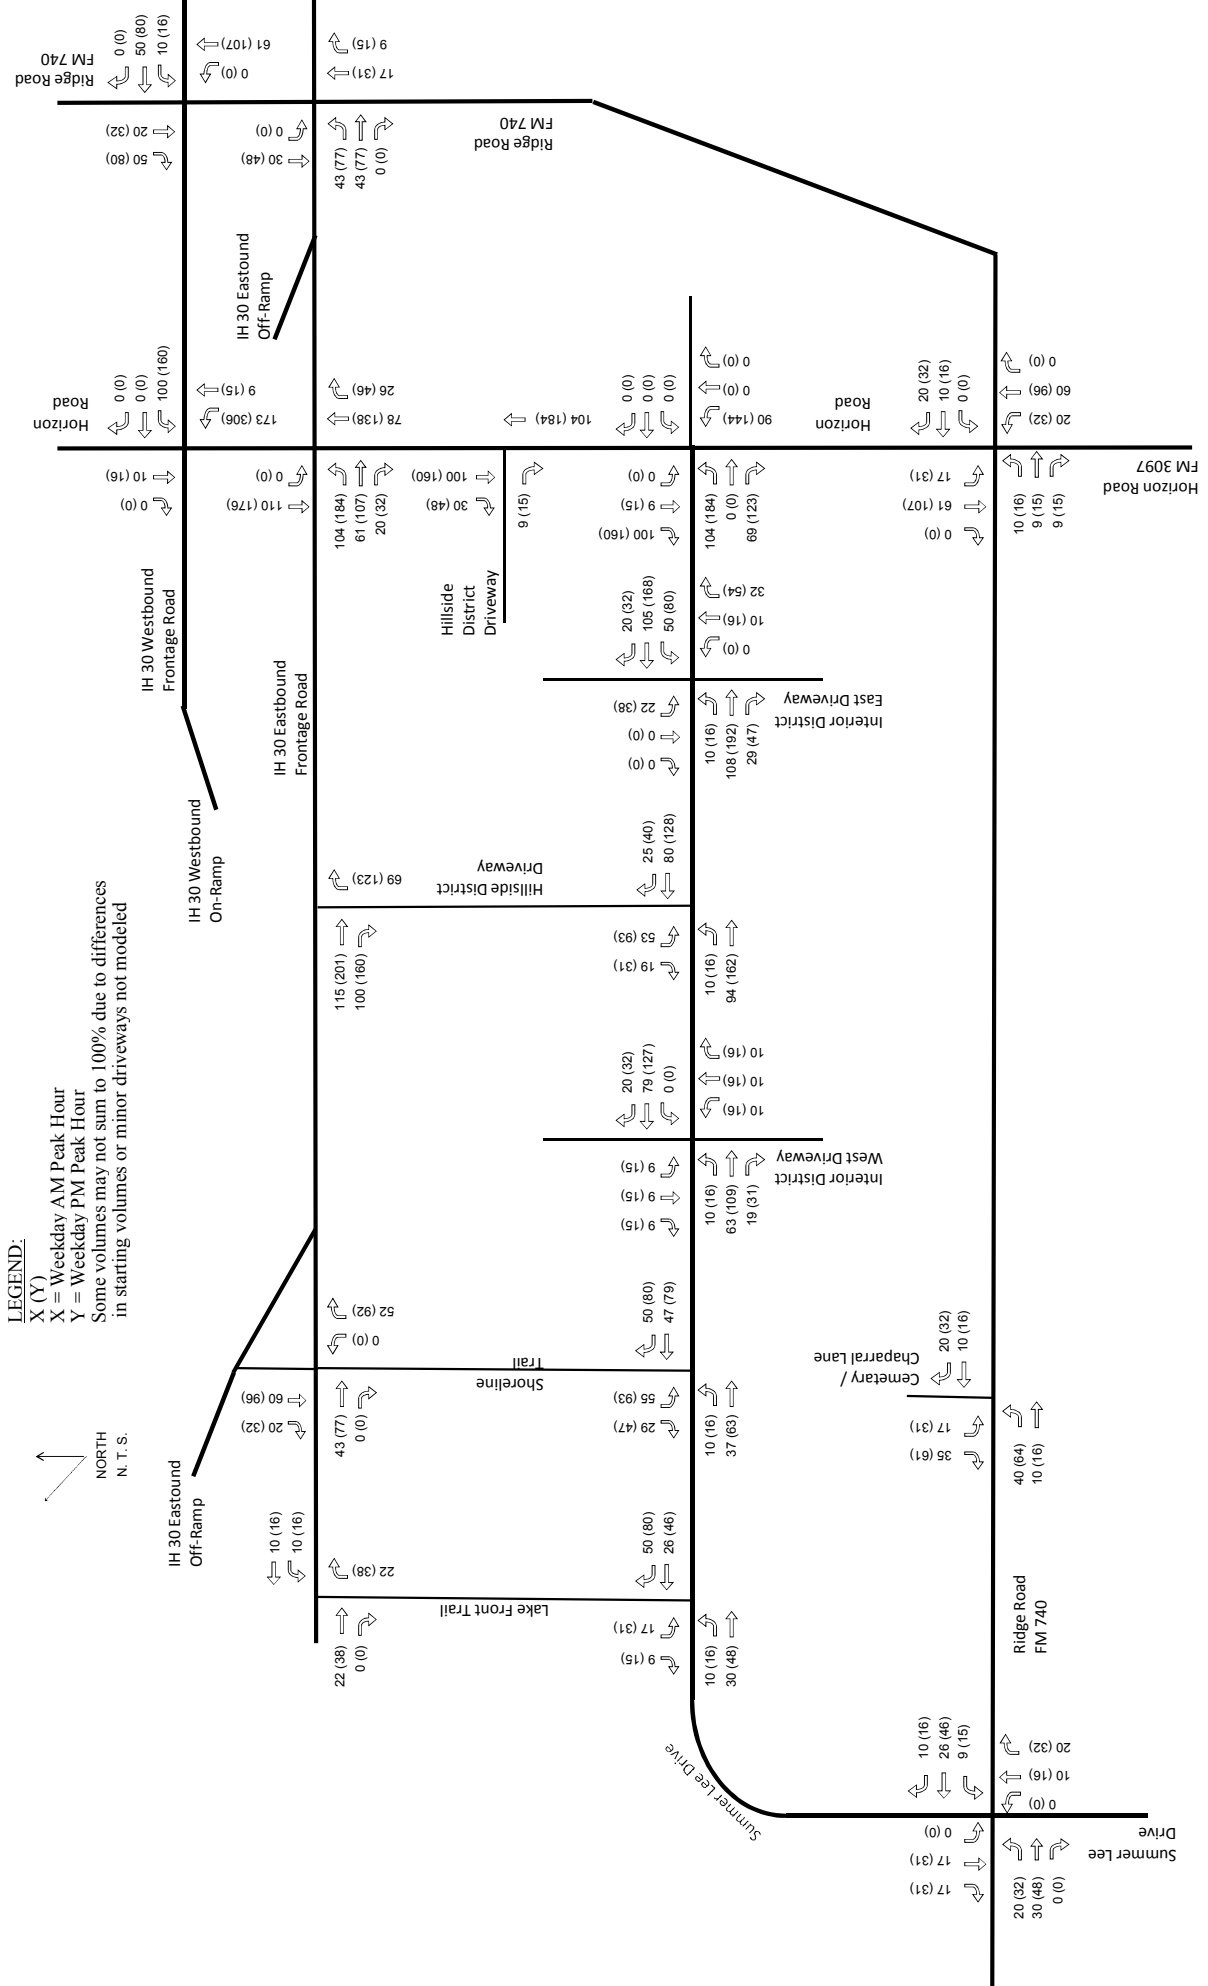 LEGEND:
X (Y)
X = Weekday AM Peak Hour
Y = Weekday PM Peak Hour
Some volumes may not sum to 100% due to differences
in starting volumes or minor driveways not modeled
NORTH
N. T. S.
Ridge Road
FM 740
0 (0)
50 (80)
10 (16)
61 (107)
0 (0)
9 (15)
17 (31)
20 (32)
50 (80)
0 (0)
30 (48)
43 (77)
43 (77)
0 (0)
Ridge Road
FM 740
IH 30 Eastound
Off-Ramp
Horizon
Road
0 (0)
0 (0)
100 (160)
9 (15)
173 (306)
26 (46)
78 (138)
104 (184)
0 (0)
0 (0)
0 (0)
0 (0)
0 (0)
90 (144)
Horizon
Road
20 (32)
10 (16)
0 (0)
0 (0)
60 (96)
20 (32)
10 (16)
0 (0)
0 (0)
110 (176)
104 (184)
61 (107)
20 (32)
100 (160)
30 (48)
9 (15)
0 (0)
9 (15)
100 (160)
104 (184)
0 (0)
69 (123)
17 (31)
61 (107)
0 (0)
10 (16)
9 (15)
9 (15)
Horizon Road
FM 3097
IH 30 Westbound
Frontage Road
IH 30 Eastbound
Frontage Road
Hillside
District
Driveway
20 (32)
105 (168)
50 (80)
32 (54)
10 (16)
0 (0)
22 (38)
0 (0)
0 (0)
10 (16)
108 (192)
29 (47)
Interior District
East Driveway
IH 30 Westbound
On-Ramp
69 (123)
Hillside District
Driveway
25 (40)
80 (128)
115 (201)
100 (160)
53 (93)
19 (31)
10 (16)
94 (162)
20 (32)
79 (127)
0 (0)
10 (16)
10 (16)
10 (16)
9 (15)
9 (15)
9 (15)
10 (16)
63 (109)
19 (31)
Interior District
West Driveway
52 (92)
0 (0)
Shoreline
Trail
50 (80)
47 (79)
Cemetary /
Chaparral Lane
20 (32)
10 (16)
60 (96)
20 (32)
43 (77)
0 (0)
55 (93)
29 (47)
10 (16)
37 (63)
17 (31)
35 (61)
40 (64)
10 (16)
IH 30 Eastound
Off-Ramp
10 (16)
10 (16)
22 (38)
Lake Front Trail
50 (80)
26 (46)
22 (38)
0 (0)
17 (31)
9 (15)
10 (16)
30 (48)
Ridge Road
FM 740
Summer Lee Drive
10 (16)
26 (46)
9 (15)
20 (32)
10 (16)
0 (0)
0 (0)
17 (31)
17 (31)
20 (32)
30 (48)
0 (0)
Summer Lee
Drive